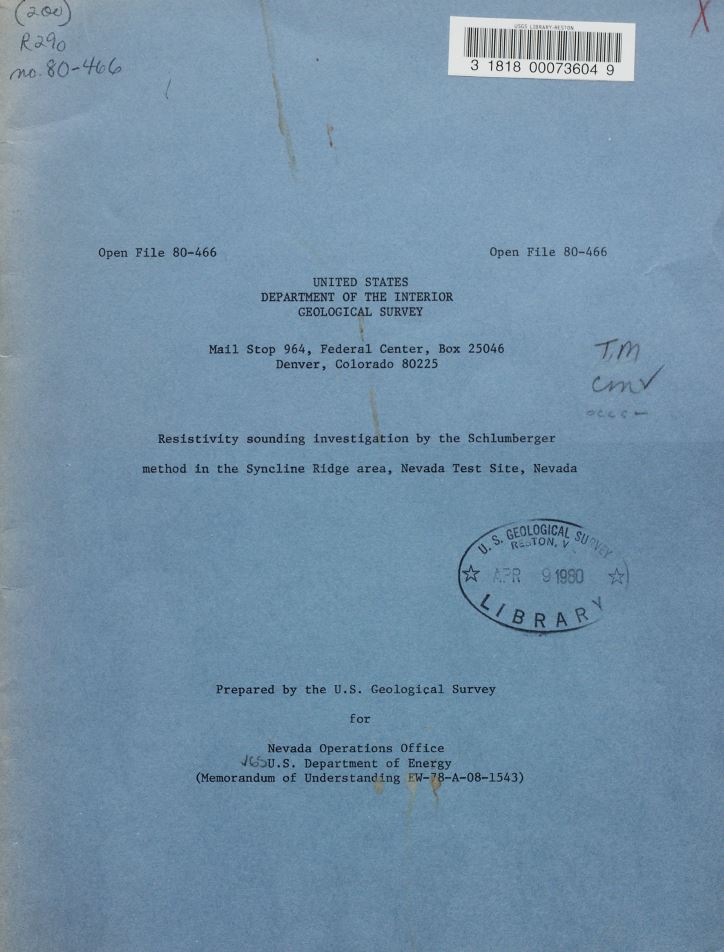 (200)
R290
no. 80-466
USGS LIBRARY-RESTON
3 1818 00073604 9
Open File 80-466
Open File 80-466
UNITED STATES
DEPARTMENT OF THE INTERIOR
GEOLOGICAL SURVEY
Mail Stop 964, Federal Center, Box 25046
Denver, Colorado 80225
TM
Resistivity sounding investigation by the Schlumberger
method in the Syncline Ridge area, Nevada Test Site, Nevada
U. S. GEOLOGICAL SURVEY
RESTON, V
APR 9 1980
LIBRARY
Prepared by the U.S. Geological Survey
for
Nevada Operations Office
U.S. Department of Energy
(Memorandum of Understanding EW-78-A-08-1543)